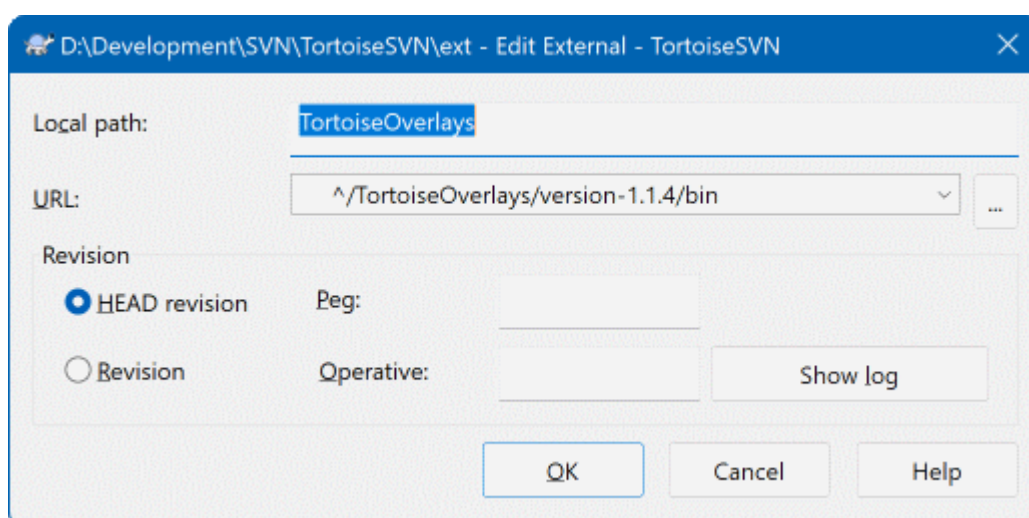 D:\Development\SVN\TortoiseSVN\ext - Edit External - TortoiseSVN
Local path: TortoiseOverlays
URL: ^/TortoiseOverlays/version-1.1.4/bin ...
Revision
HEAD revision Peg:
Revision Operative: Show log
OK Cancel Help